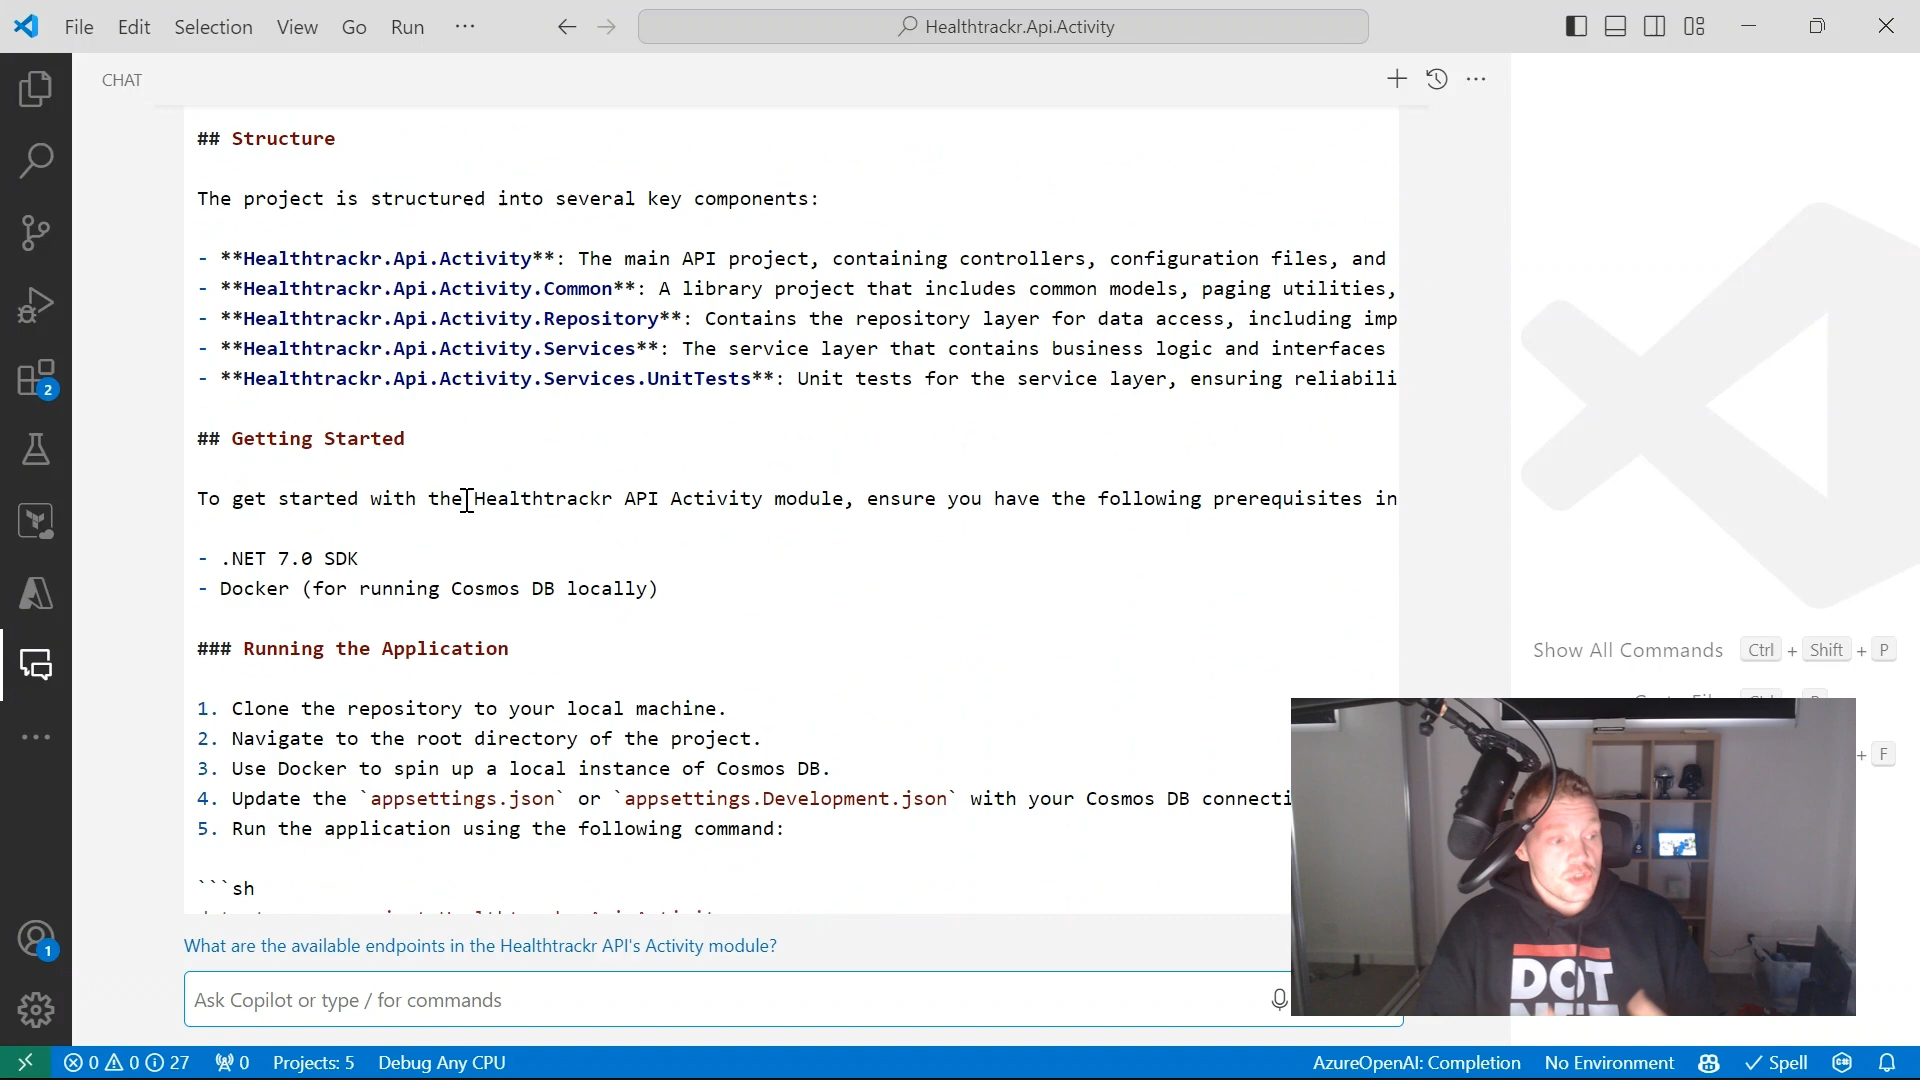 File Edit Selection View Go Run ···
Healthtrackr.Api.Activity
CHAT
## Structure
The project is structured into several key components:
- **Healthtrackr.Api.Activity**: The main API project, containing controllers, configuration files, and
- **Healthtrackr.Api.Activity.Common**: A library project that includes common models, paging utilities,
- **Healthtrackr.Api.Activity.Repository**: Contains the repository layer for data access, including imp
- **Healthtrackr.Api.Activity.Services**: The service layer that contains business logic and interfaces
- **Healthtrackr.Api.Activity.Services.UnitTests**: Unit tests for the service layer, ensuring reliabili
## Getting Started
To get started with the Healthtrackr API Activity module, ensure you have the following prerequisites in
- .NET 7.0 SDK
- Docker (for running Cosmos DB locally)
### Running the Application
Show All Commands Ctrl + Shift + P
1. Clone the repository to your local machine.
2. Navigate to the root directory of the project.
+ F
3. Use Docker to spin up a local instance of Cosmos DB.
4. Update the `appsettings.json` or `appsettings.Development.json` with your Cosmos DB connecti
5. Run the application using the following command:
```sh
What are the available endpoints in the Healthtrackr API's Activity module?
Ask Copilot or type / for commands
DOT
2
1
0 0 27 0 Projects: 5 Debug Any CPU AzureOpenAI: Completion No Environment Spell